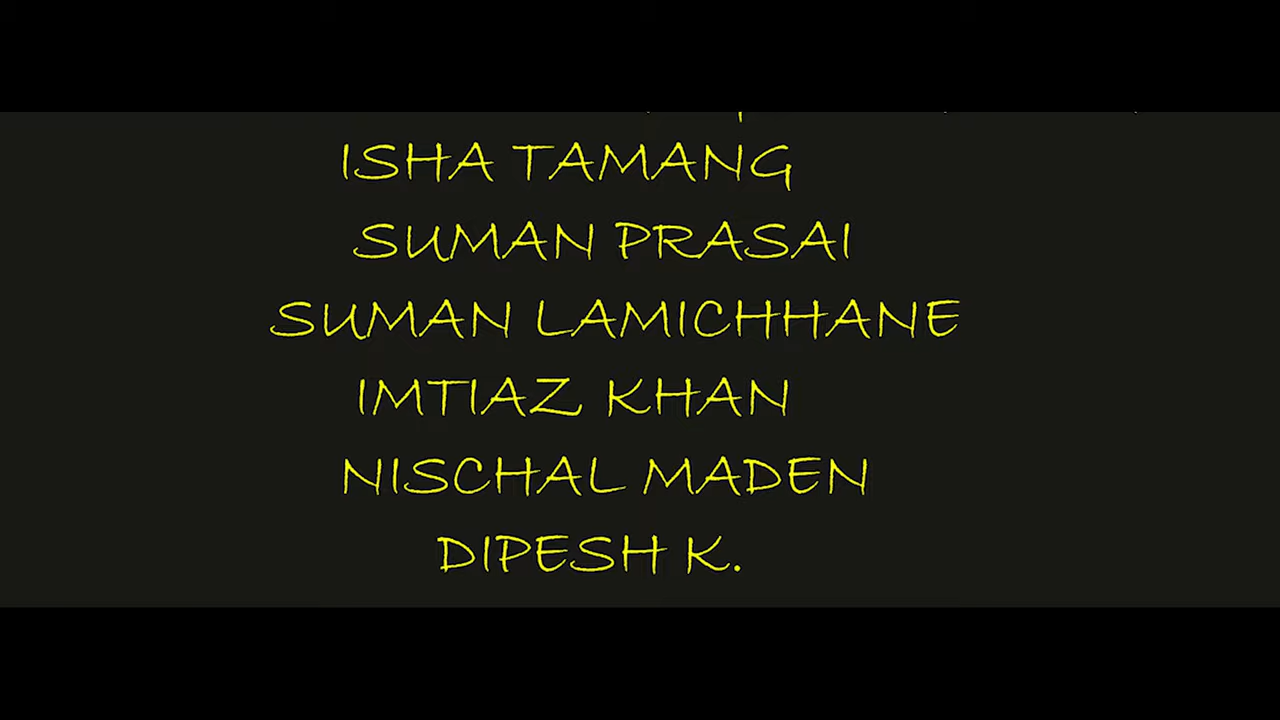 ISHA TAMANG
SUMAN PRASAI
SUMAN LAMICHHANE
IMTIAZ KHAN
NISCHAL MADEN
DIPESH K.